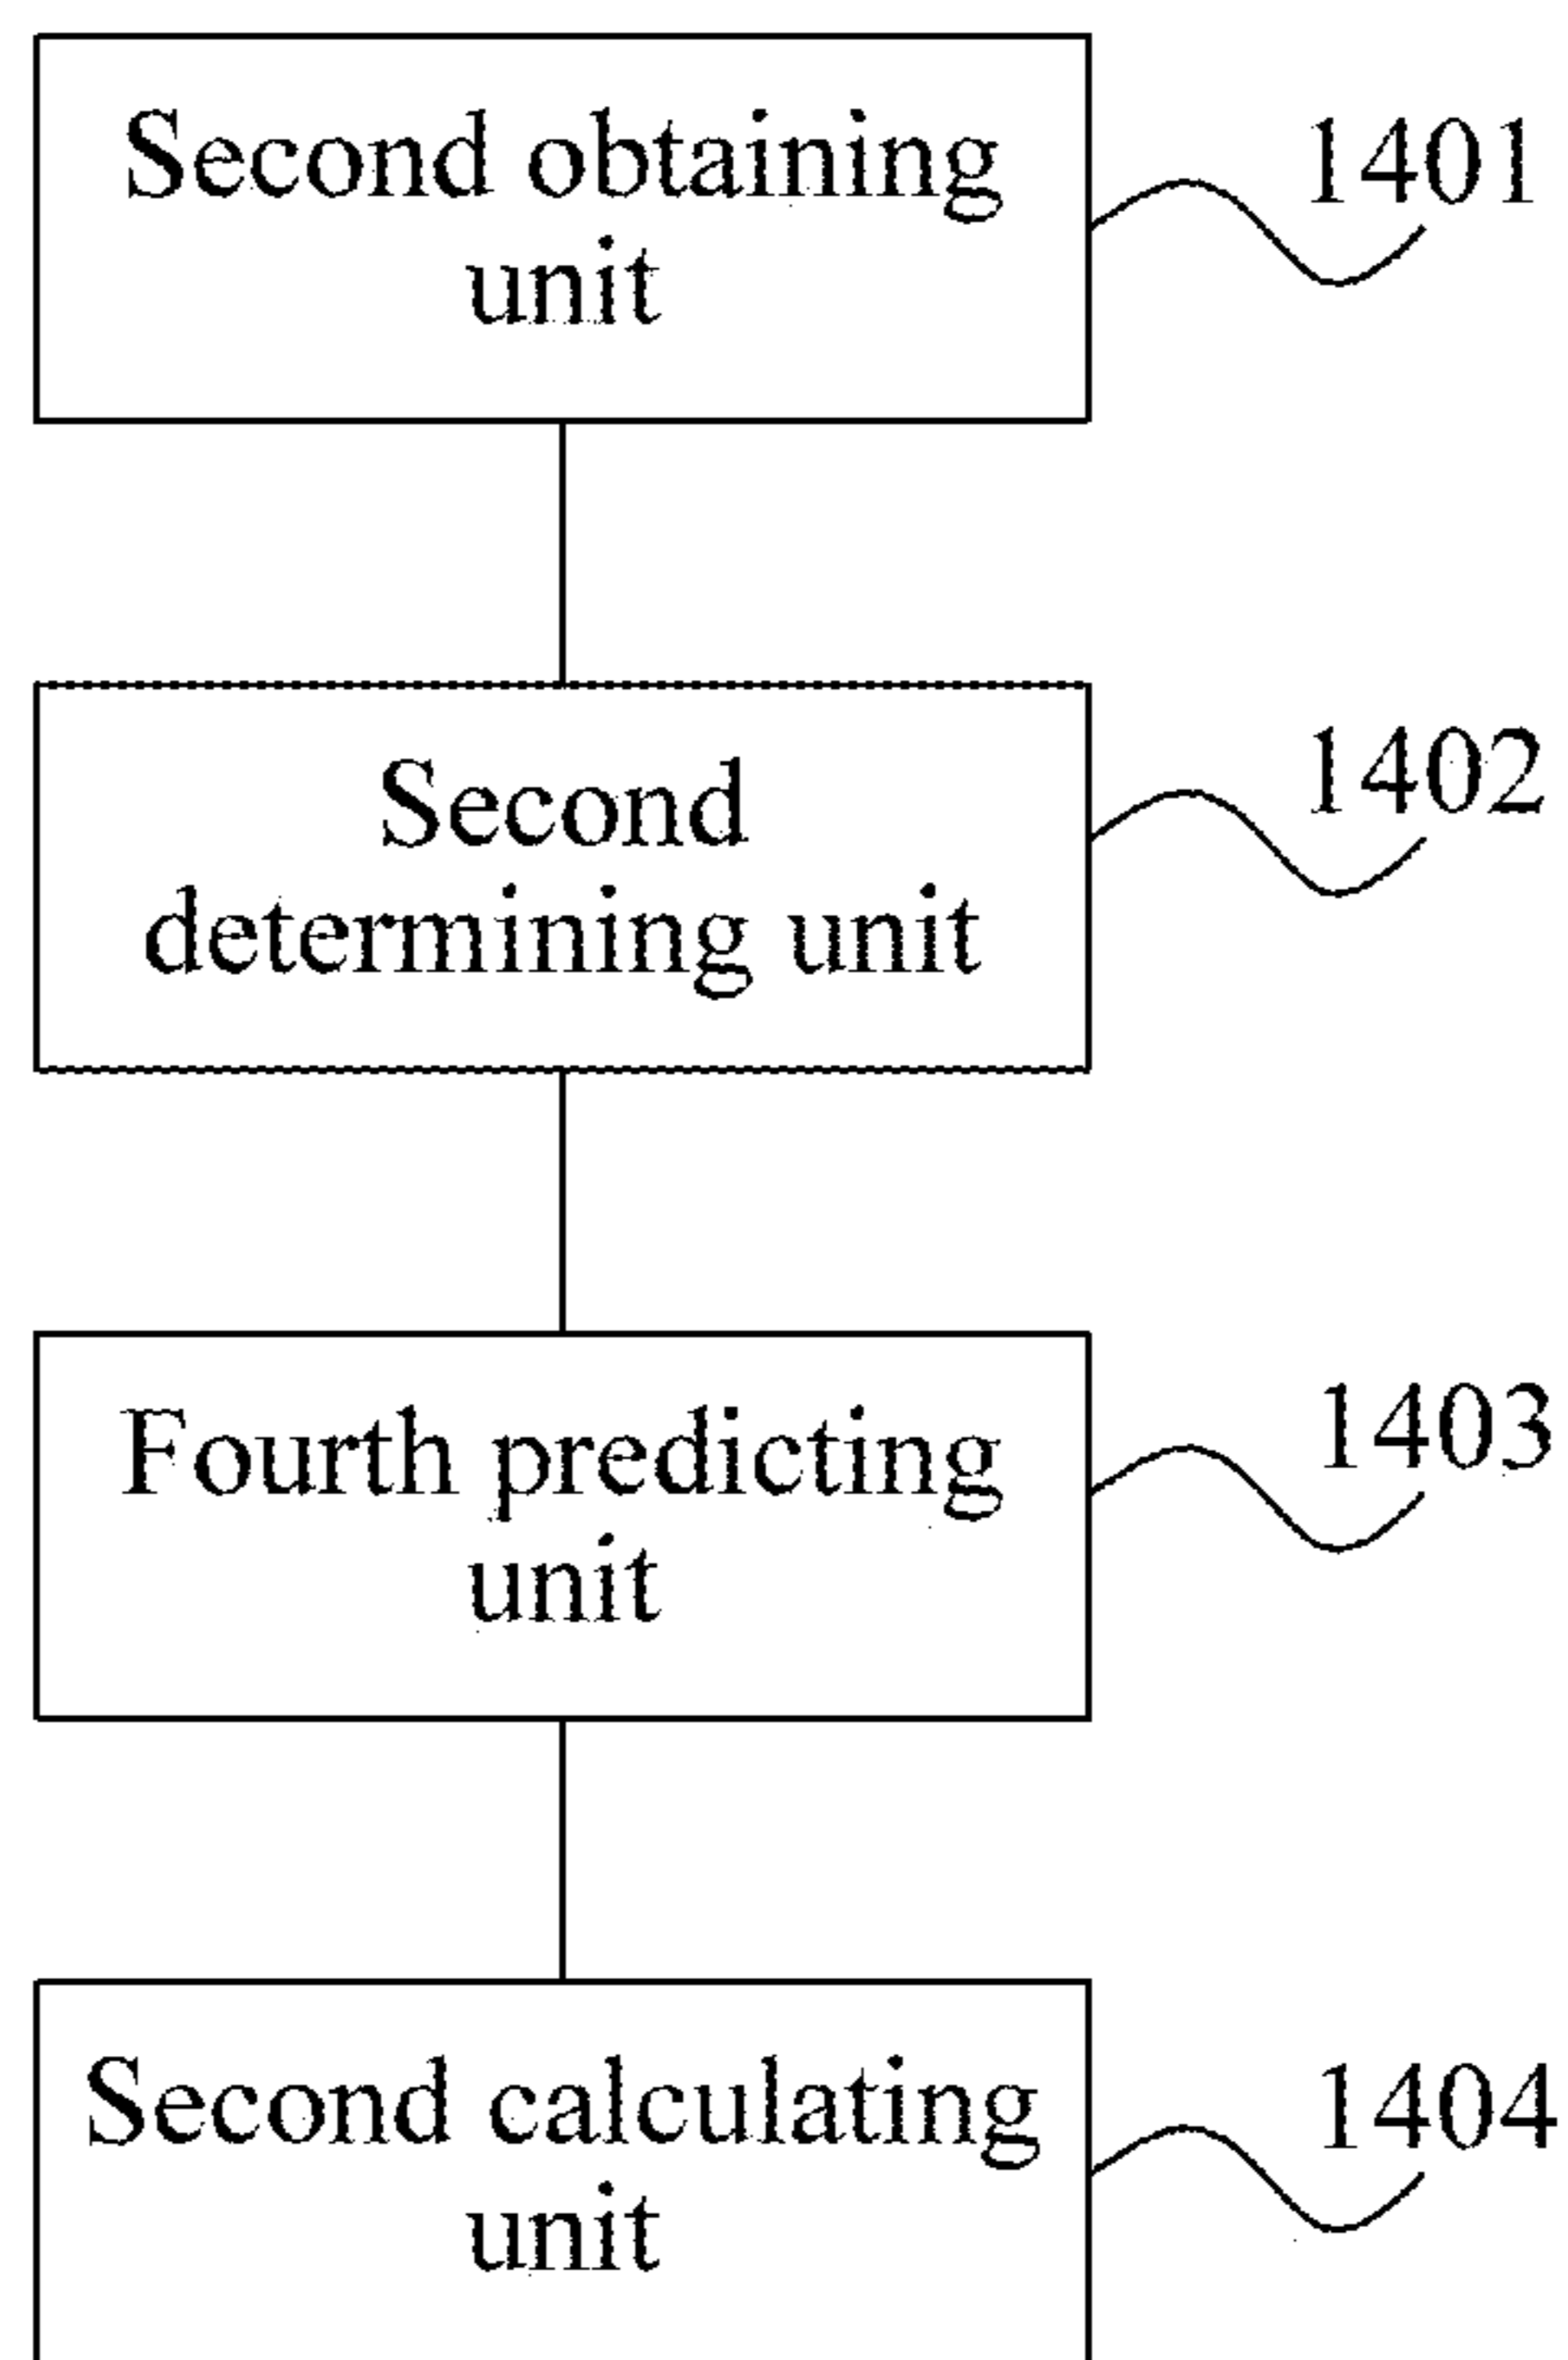 Second obtaining
unit
1401
Second
determining unit
1402
Fourth predicting
unit
1403
Second calculating
unit
1404